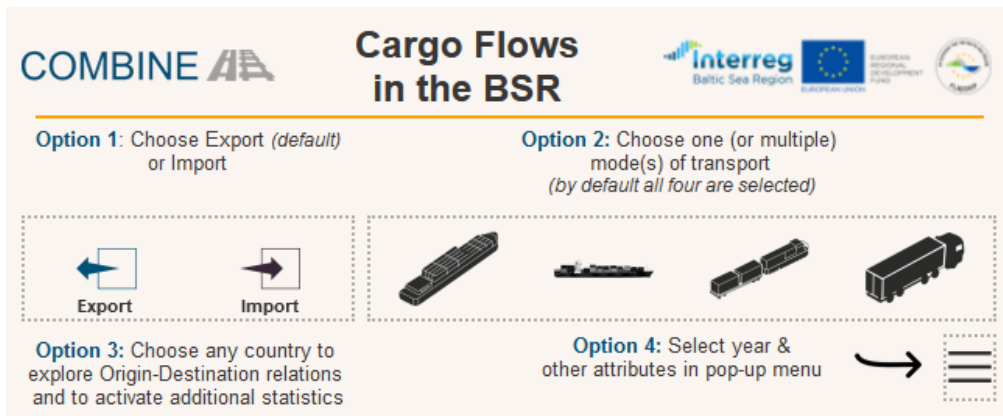 COMBINE
Cargo Flows
in the BSR
Interreg
Baltic Sea Region
EUROPEAN UNION
EUROPEAN
REGIONAL
DEVELOPMENT
FUND
FLAGSHIP
Option 1: Choose Export (default)
or Import
Option 2: Choose one (or multiple)
mode(s) of transport
(by default all four are selected)
Export
Import
Option 3: Choose any country to
explore Origin-Destination relations
and to activate additional statistics
Option 4: Select year &
other attributes in pop-up menu